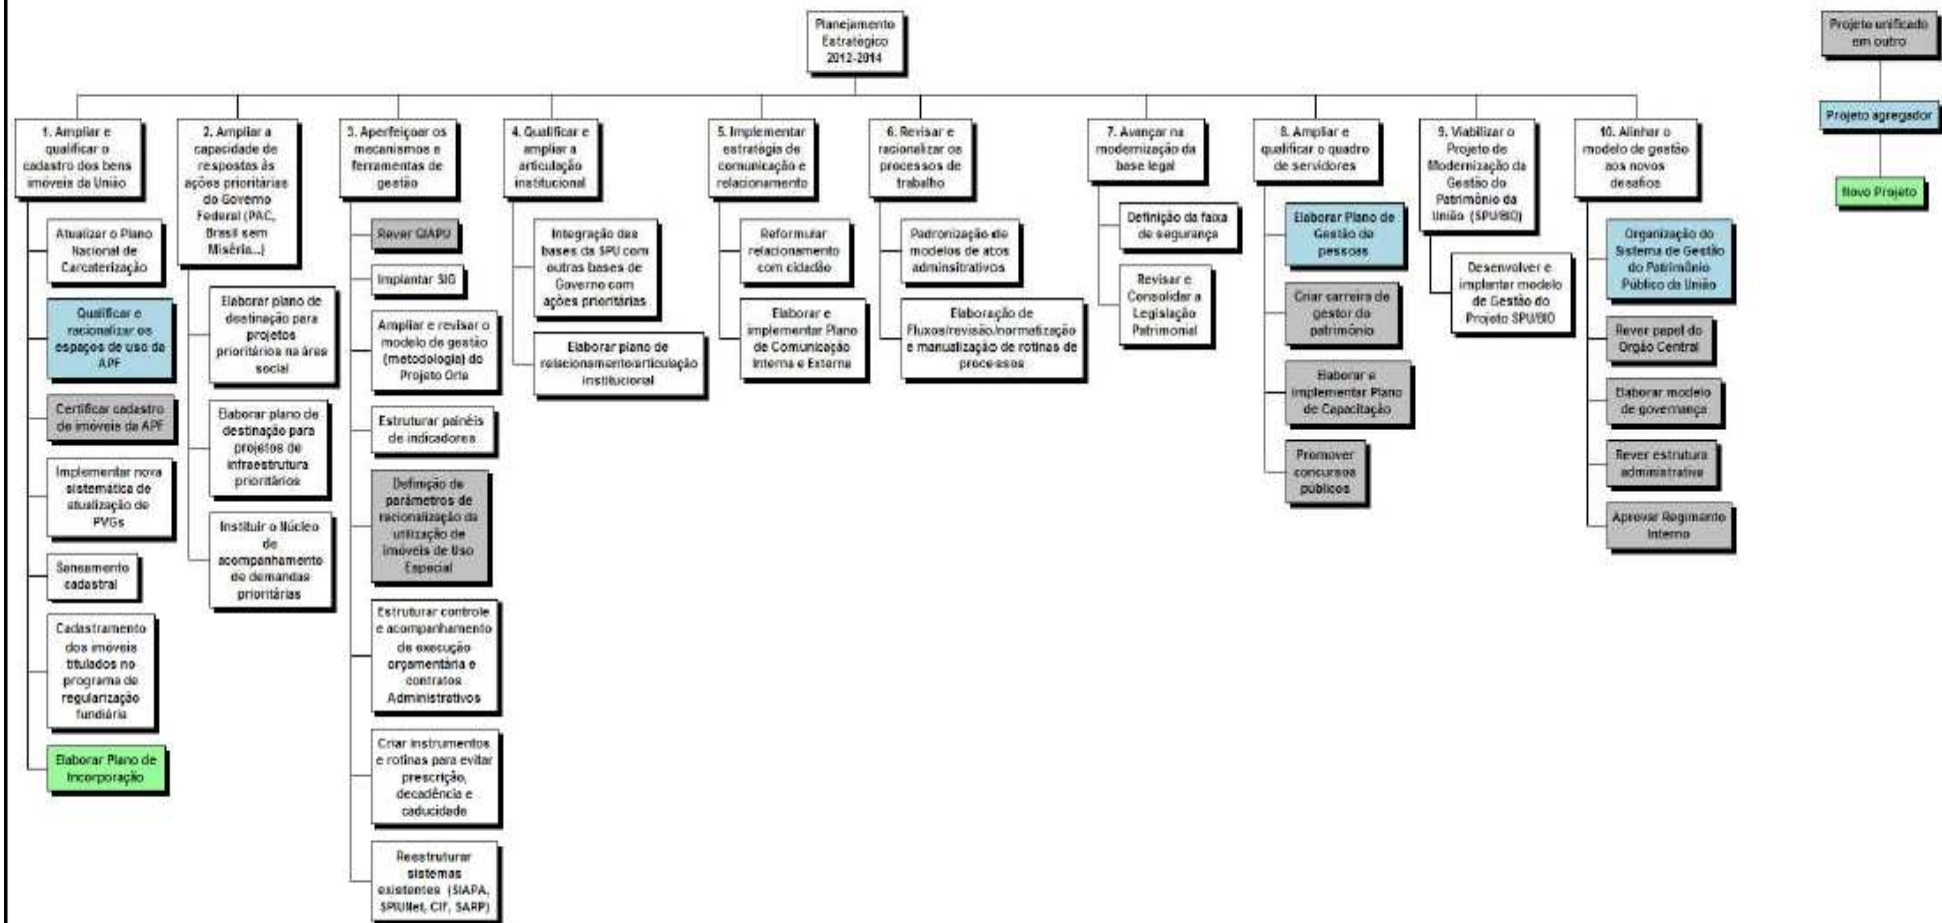 Planejamento
Estratégico
2012-2014
Projeto unificado
em outro
Projeto agregador
Novo Projeto
1. Ampliar e
qualificar o
cadastro dos bens
imóveis da União
Atualizar o Plano
Nacional de
Carcaterização
Qualificar e
racionalizar os
espaços de uso da
APF
Certificar cadastro
de imóveis da APF
Implementar nova
sistemática de
atualização de
PVGs
Saneamento
cadastral
Cadastramento
dos imóveis
titulados no
programa de
regularização
fundiária
Elaborar Plano de
Incorporação
2. Ampliar a
capacidade de
respostas às
ações prioritárias
do Governo
Federal (PAC,
Brasil sem
Miséria...)
Elaborar plano de
destinação para
projetos
prioritários na área
social
Elaborar plano de
destinação para
projetos de
infraestrutura
prioritários
Instituir o Núcleo
de
acompanhamento
de demandas
prioritárias
3. Aperfeiçoar os
mecanismos e
ferramentas de
gestão
Rever GIAPU
Implantar SIG
Ampliar e revisar o
modelo de gestão
(metodologia) do
Projeto Orla
Estruturar painéis
de indicadores
Definição de
parâmetros de
racionalização da
utilização de
imóveis de Uso
Especial
Estruturar controle
e acompanhamento
de execução
orçamentária e
contratos
Administrativos
Criar instrumentos
e rotinas para evitar
prescrição,
decadência e
caducidade
Reestruturar
sistemas
existentes (SIAPA,
SPIUNet, CIF, SARP)
4. Qualificar e
ampliar a
articulação
institucional
Integração das
bases da SPU com
outras bases de
Governo com
ações prioritárias
Elaborar plano de
relacionamento/articulação
institucional
5. Implementar
estratégia de
comunicação e
relacionamento
Reformular
relacionamento
com cidadão
Elaborar e
implementar Plano
de Comunicação
Interna e Externa
6. Revisar e
racionalizar os
processos de
trabalho
Padronização de
modelos de atos
adminsitrativos
Elaboração de
Fluxos/revisão/normatização
e manualização de rotinas de
processos
7. Avançar na
modernização da
base legal
Definição da faixa
de segurança
Revisar e
Consolidar a
Legislação
Patrimonial
8. Ampliar e
qualificar o quadro
de servidores
Elaborar Plano de
Gestão de
pessoas
Criar carreira de
gestor do
patrimônio
Elaborar e
implementar Plano
de Capacitação
Promover
concursos
públicos
9. Viabilizar o
Projeto de
Modernização da
Gestão do
Patrimônio da
União (SPU/BID)
Desenvolver e
implantar modelo
de Gestão do
Projeto SPU/BID
10. Alinhar o
modelo de gestão
aos novos
desafios
Organização do
Sistema de Gestão
do Patrimônio
Público da União
Rever papel do
Orgão Central
Elaborar modelo
de governança
Rever estrutura
administrativa
Aprovar Regimento
Interno